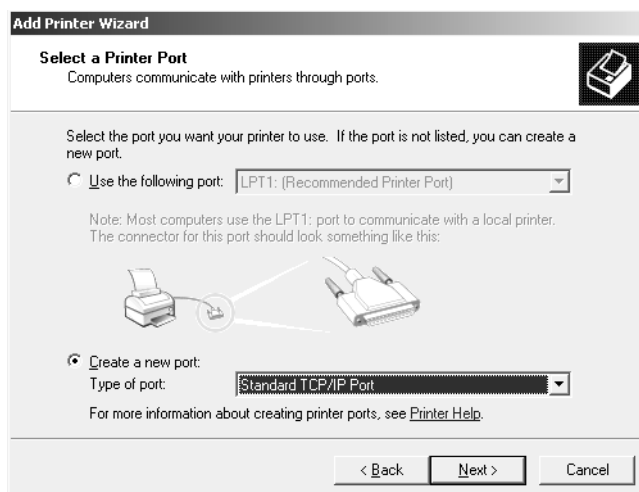 Add Printer Wizard
Select a Printer Port
Computers communicate with printers through ports.
Select the port you want your printer to use. If the port is not listed, you can create a
new port.
Use the following port: LPT1: (Recommended Printer Port)
Note: Most computers use the LPT1: port to communicate with a local printer.
The connector for this port should look something like this:
Create a new port:
Type of port: Standard TCP/IP Port
For more information about creating printer ports, see Printer Help.
< Back Next > Cancel